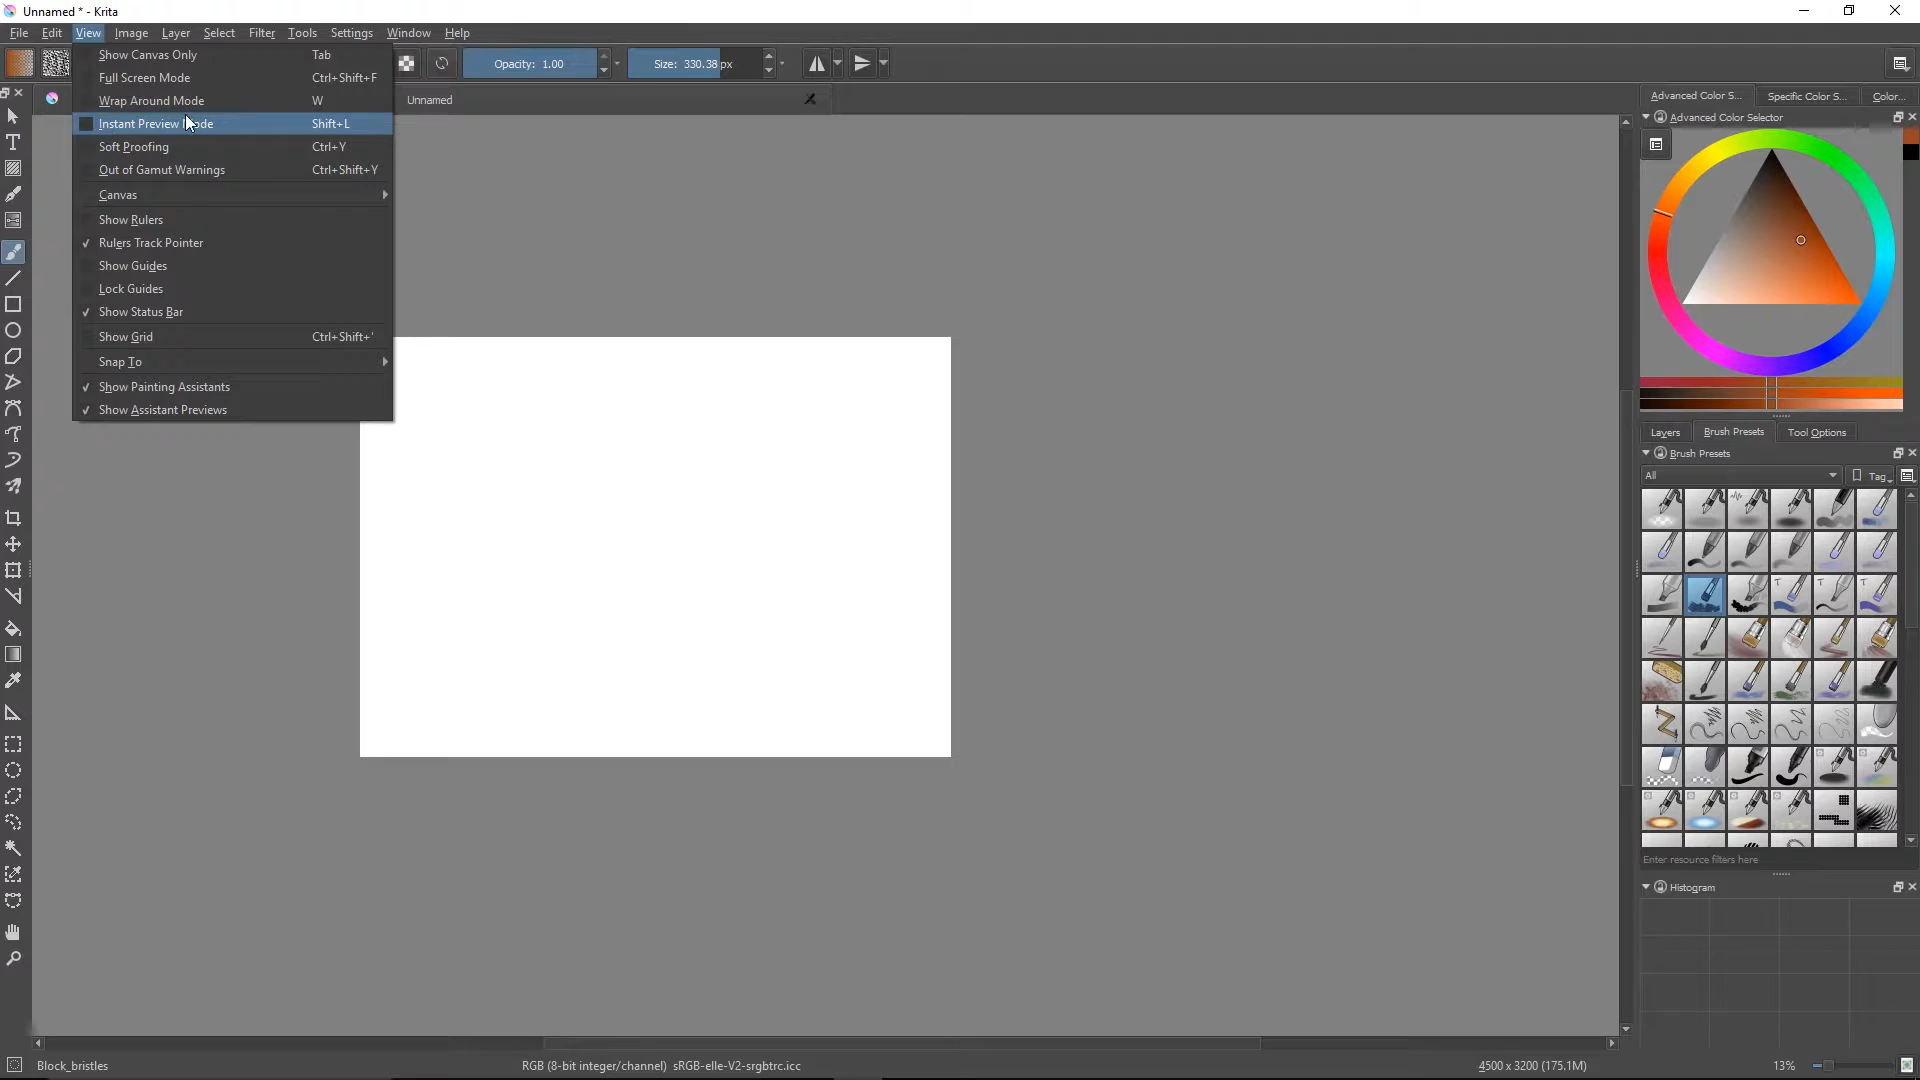 Unnamed * - Krita
File Edit View Image Layer Select Filter Tools Settings Window Help
Opacity: 1.00 Size: 330.38 px
Unnamed
Show Canvas Only Tab
Full Screen Mode Ctrl+Shift+F
Wrap Around Mode W
Instant Preview Mode Shift+L
Soft Proofing Ctrl+Y
Out of Gamut Warnings Ctrl+Shift+Y
Canvas
Show Rulers
Rulers Track Pointer
Show Guides
Lock Guides
Show Status Bar
Show Grid Ctrl+Shift+'
Snap To
Show Painting Assistants
Show Assistant Previews
Advanced Color S... Specific Color S... Color...
Advanced Color Selector
Layers Brush Presets Tool Options
Brush Presets
All Tag
Enter resource filters here
Histogram
Block_bristles RGB (8-bit integer/channel) sRGB-elle-V2-srgbtrc.icc 4500 x 3200 (175.1M) 13%